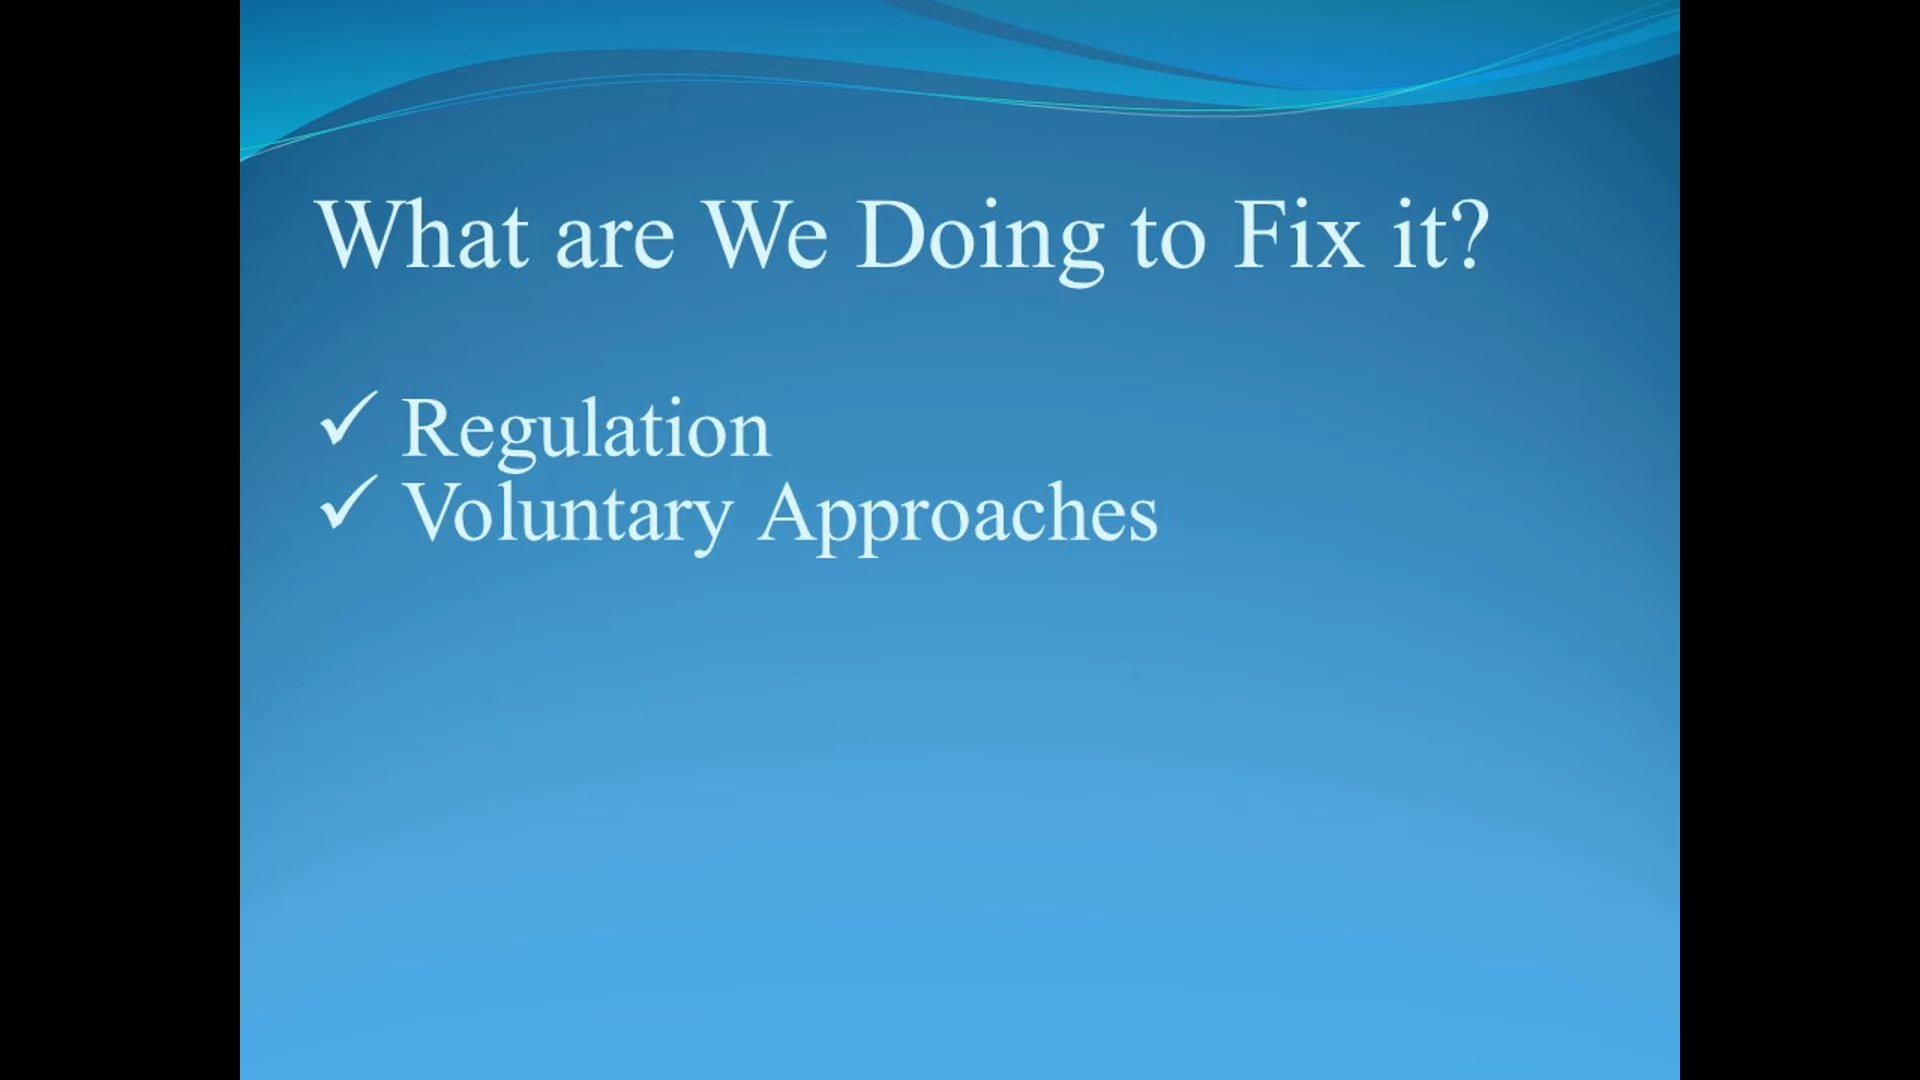 What are We Doing to Fix it?
✓ Regulation
✓ Voluntary Approaches